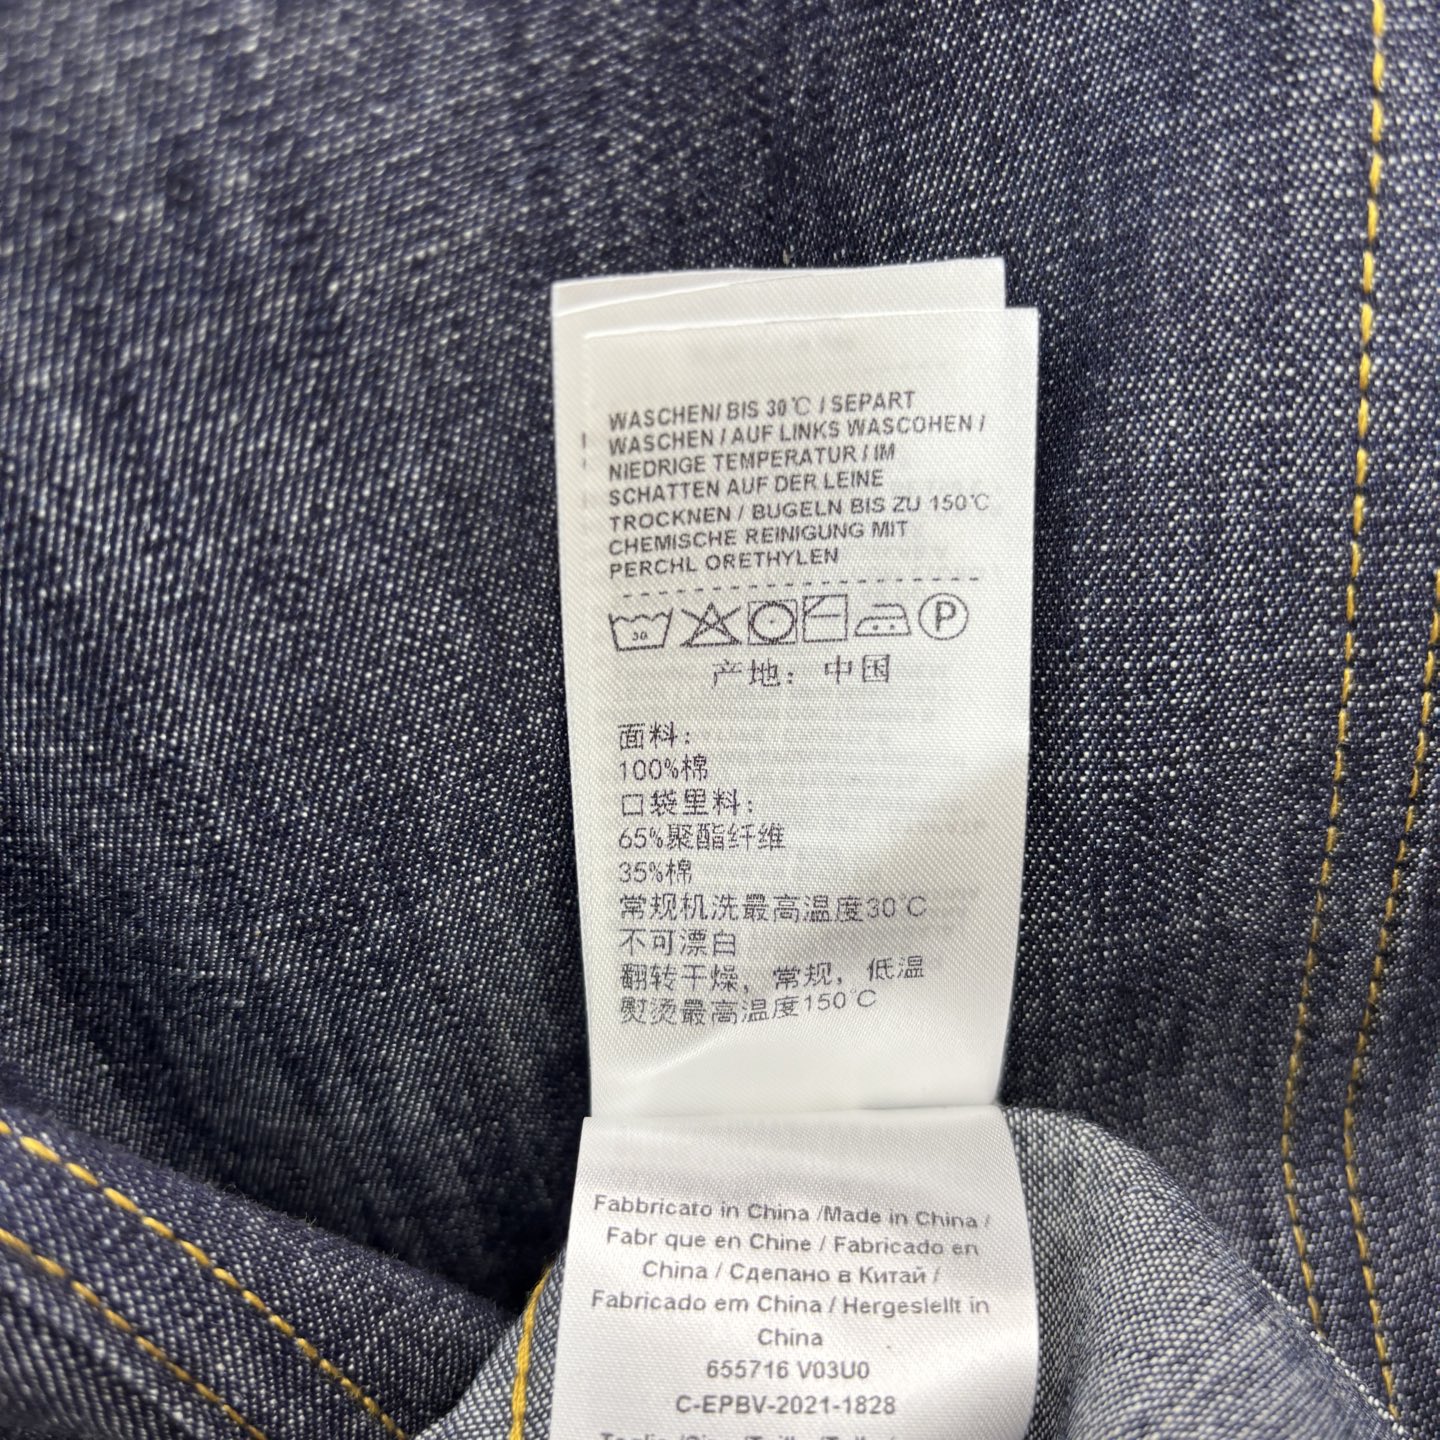 WASCHEN/ BIS 30℃ / SEPART
WASCHEN / AUF LINKS WASCOHEN /
NIEDRIGE TEMPERATUR / IM
SCHATTEN AUF DER LEINE
TROCKNEN / BUGELN BIS ZU 150℃
CHEMISCHE REINIGUNG MIT
PERCHL ORETHYLEN
30 P
产地：中国
面料：
100%棉
口袋里料：
65%聚酯纤维
35%棉
常规机洗最高温度30℃
不可漂白
翻转干燥，常规，低温
熨烫最高温度150℃
Fabbricato in China /Made in China /
Fabr que en Chine / Fabricado en
China / Сделано в Китай /
Fabricado em China / Hergeslellt in
China
655716 V03U0
C-EPBV-2021-1828